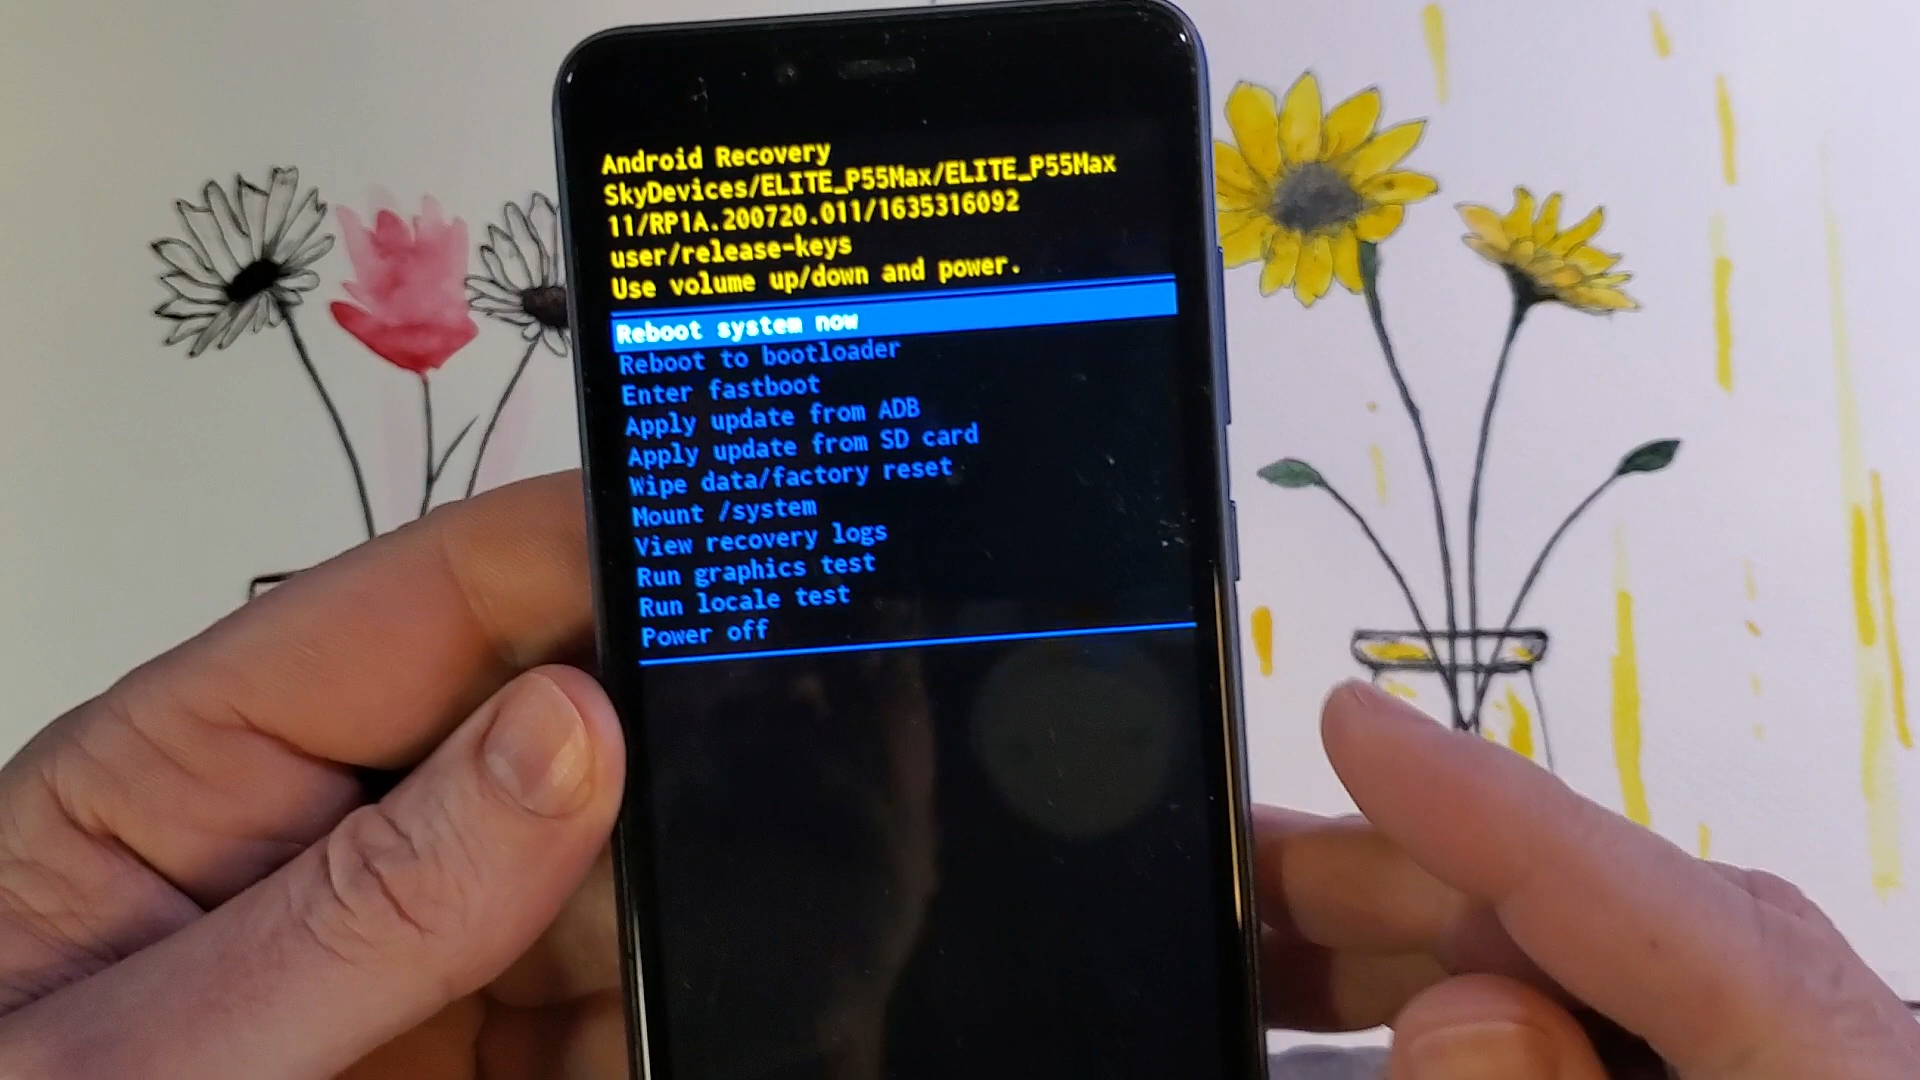 Android Recovery
SkyDevices/ELITE_P55Max/ELITE_P55Max
11/RP1A.200720.011/1635316092
user/release-keys
Use volume up/down and power.
Reboot system now
Reboot to bootloader
Enter fastboot
Apply update from ADB
Apply update from SD card
Wipe data/factory reset
Mount /system
View recovery logs
Run graphics test
Run locale test
Power off